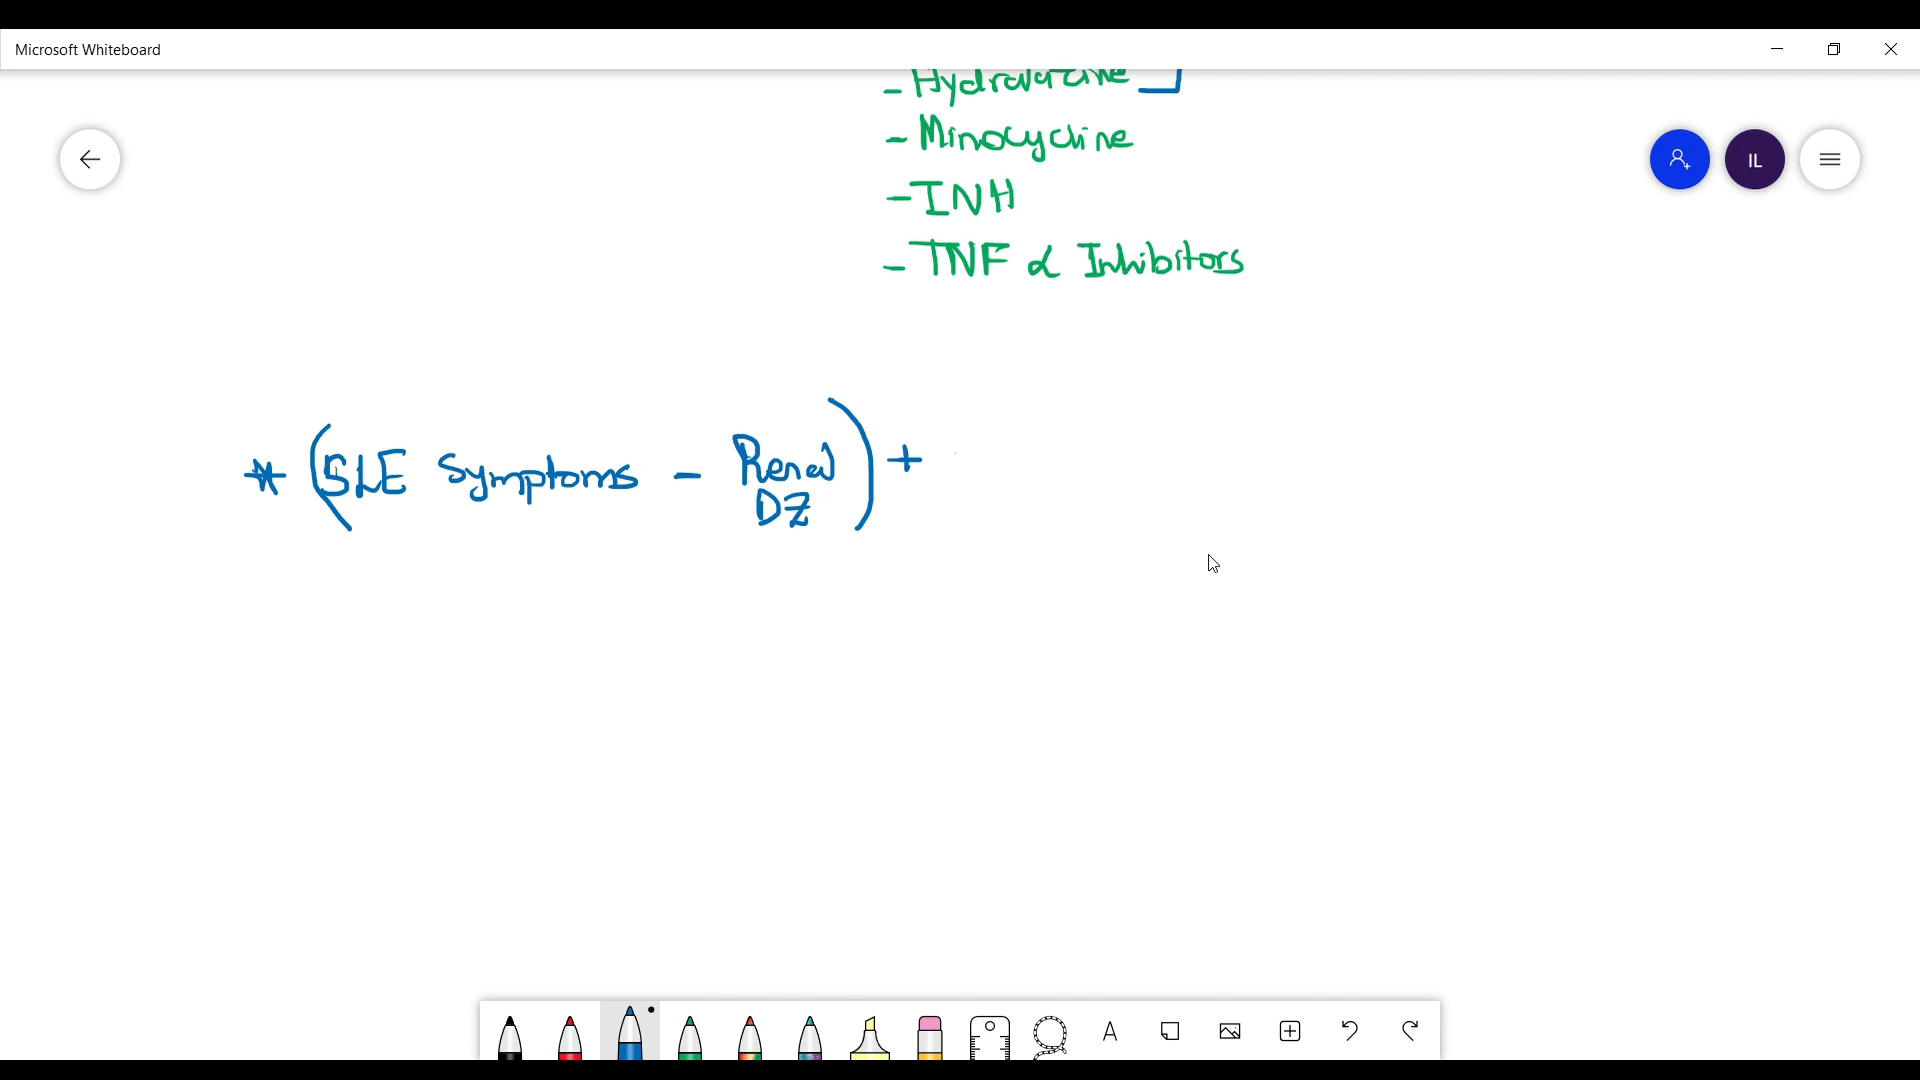 Microsoft Whiteboard
- Hydralazine
- Minocycline
IL
- INH
- TNF α Inhibitors
* (SLE Symptoms - Renal DZ) +
A